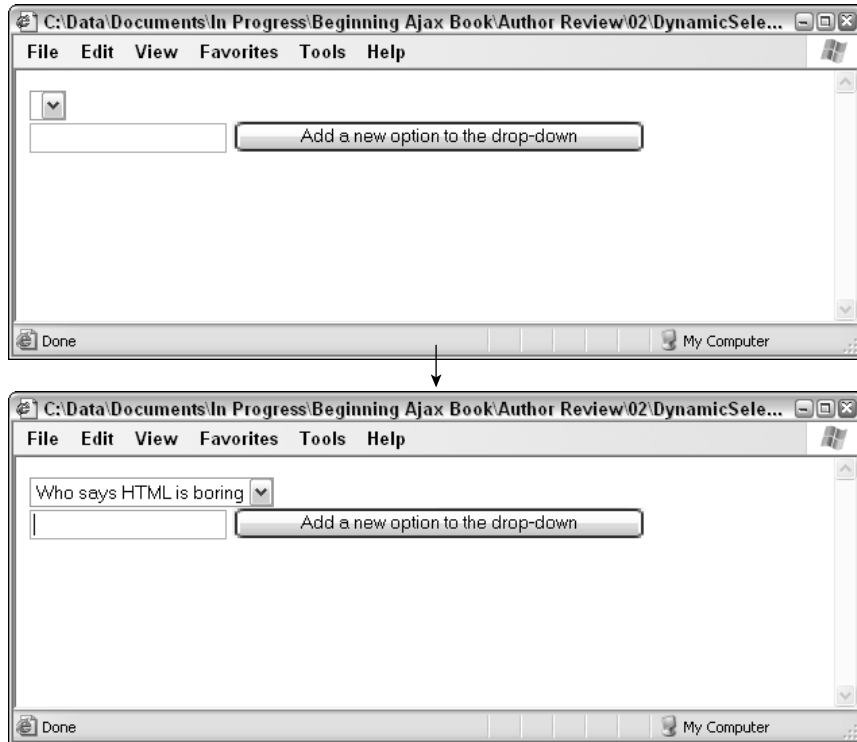 C:\Data\Documents\In Progress\Beginning Ajax Book\Author Review\02\DynamicSele...
File Edit View Favorites Tools Help
Add a new option to the drop-down
Done My Computer
C:\Data\Documents\In Progress\Beginning Ajax Book\Author Review\02\DynamicSele...
File Edit View Favorites Tools Help
Who says HTML is boring
Add a new option to the drop-down
Done My Computer